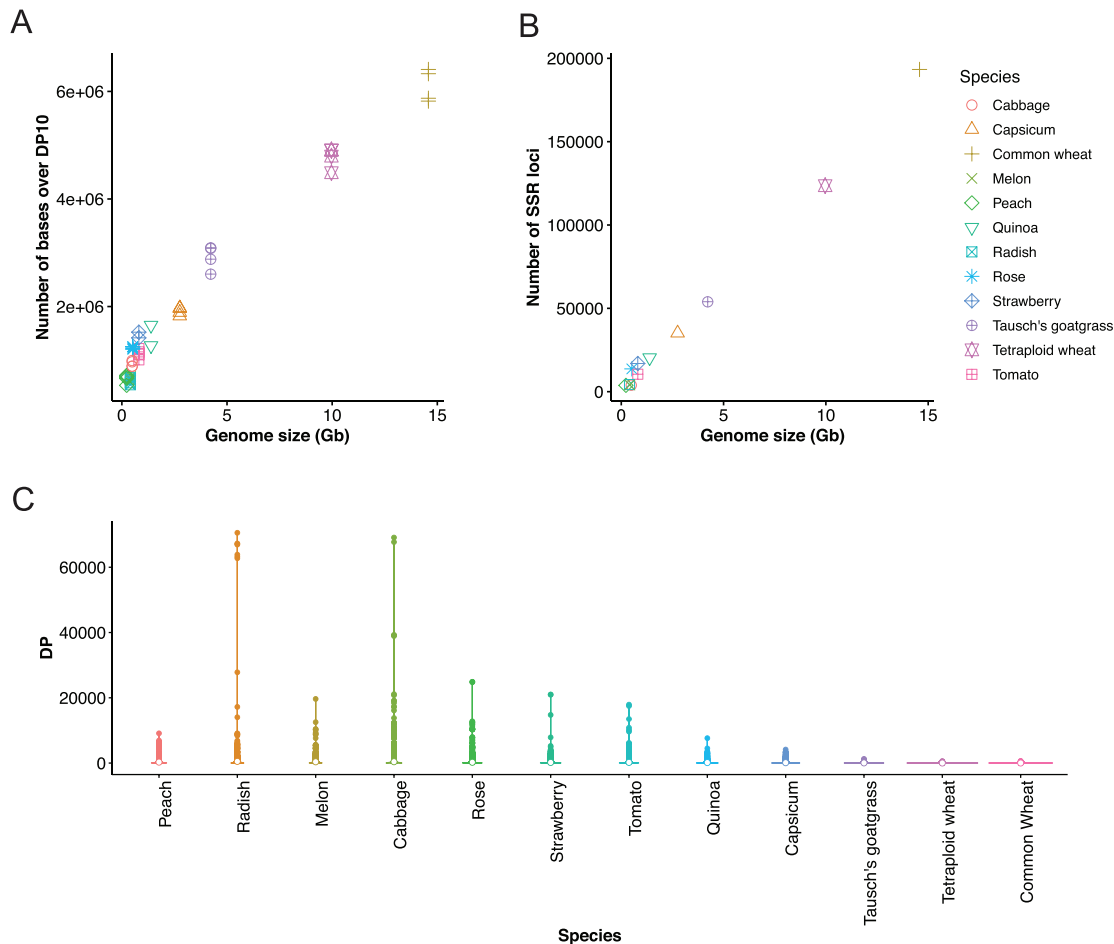 A
B
Number of bases over DP10
6e+06
4e+06
2e+06
0
5
10
15
Genome size (Gb)
Number of SSR loci
200000
150000
100000
50000
0
0
5
10
15
Genome size (Gb)
Species
Cabbage
Capsicum
Common wheat
Melon
Peach
Quinoa
Radish
Rose
Strawberry
Tausch's goatgrass
Tetraploid wheat
Tomato
C
DP
60000
40000
20000
0
Peach
Radish
Melon
Cabbage
Rose
Strawberry
Tomato
Quinoa
Capsicum
Tausch's goatgrass
Tetraploid wheat
Common Wheat
Species